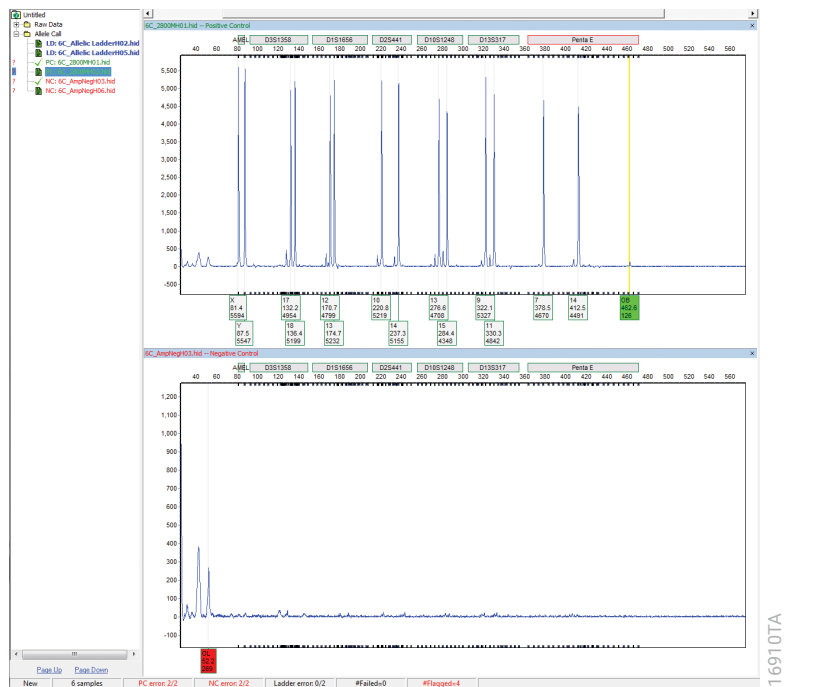 Untitled
Raw Data
Allele Call
LD: 6C_Allelic LadderH02.hid
LD: 6C_Allelic LadderH05.hid
? PC: 6C_2800MH01.hid
? NC: 6C_AmpNegH03.hid
? NC: 6C_AmpNegH06.hid
Page Up Page Down
6C_2800MH01.hid -- Positive Control ×
AMEL D3S1358 D1S1656 D2S441 D10S1248 D13S317 Penta E
40 60 80 100 120 140 160 180 200 220 240 260 280 300 320 340 360 380 400 420 440 460 480 500 520 540 560
5,500
5,000
4,500
4,000
3,500
3,000
2,500
2,000
1,500
1,000
500
0
-500
X 17 12 10 13 9 7 14 OB
81.4 132.2 170.7 220.8 276.6 322.1 378.5 412.5 462.6
5594 4954 4799 5219 4708 5327 4670 4491 126
Y 18 13 14 15 11
87.5 136.4 174.7 237.3 284.4 330.3
5547 5199 5232 5155 4348 4842
6C_AmpNegH03.hid -- Negative Control ×
AMEL D3S1358 D1S1656 D2S441 D10S1248 D13S317 Penta E
40 60 80 100 120 140 160 180 200 220 240 260 280 300 320 340 360 380 400 420 440 460 480 500 520 540 560
1,200
1,100
1,000
900
800
700
600
500
400
300
200
100
0
-100
OL
52.2
269
New 6 samples PC error: 2/2 NC error: 2/2 Ladder error: 0/2 #Failed=0 #Flagged=4
16910TA